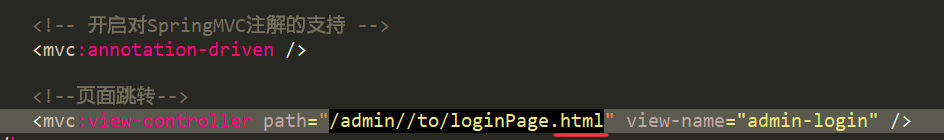 <!-- 开启对SpringMVC注解的支持 -->
<mvc:annotation-driven />
<!--页面跳转-->
<mvc:view-controller path="/admin//to/loginPage.html" view-name="admin-login" />